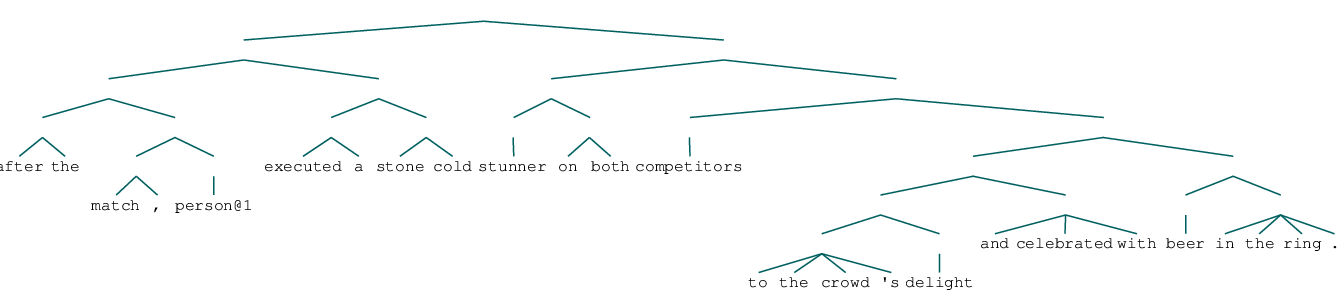 after the match , person@1 executed a stone cold stunner on both competitors to the crowd 's delight and celebrated with beer in the ring .